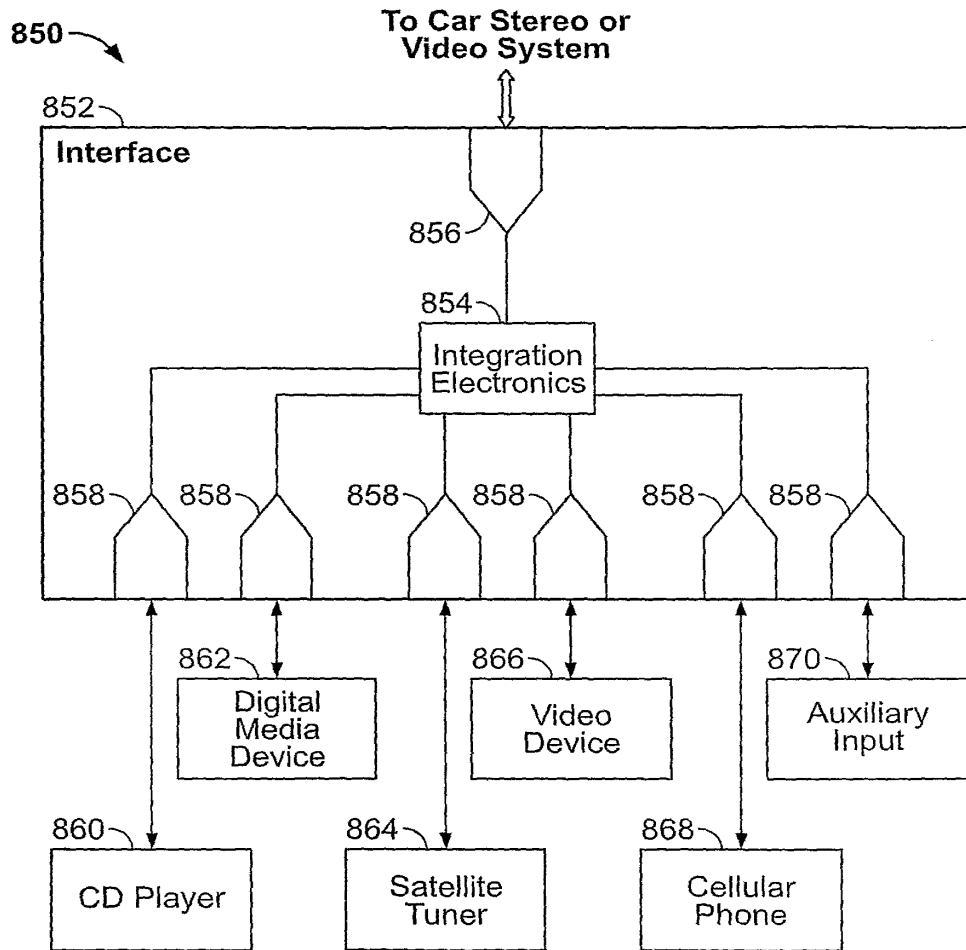 850
To Car Stereo or
Video System
852
Interface
856
854
Integration
Electronics
858 858 858 858 858 858
862
Digital
Media
Device
866
Video
Device
870
Auxiliary
Input
860
CD Player
864
Satellite
Tuner
868
Cellular
Phone